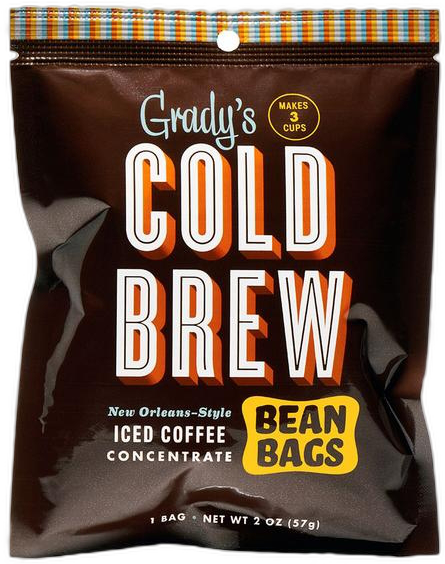 Grady's
MAKES
3
CUPS
COLD
BREW
New Orleans-Style
ICED COFFEE
CONCENTRATE
BEAN
BAGS
1 BAG • NET WT 2 OZ (57g)